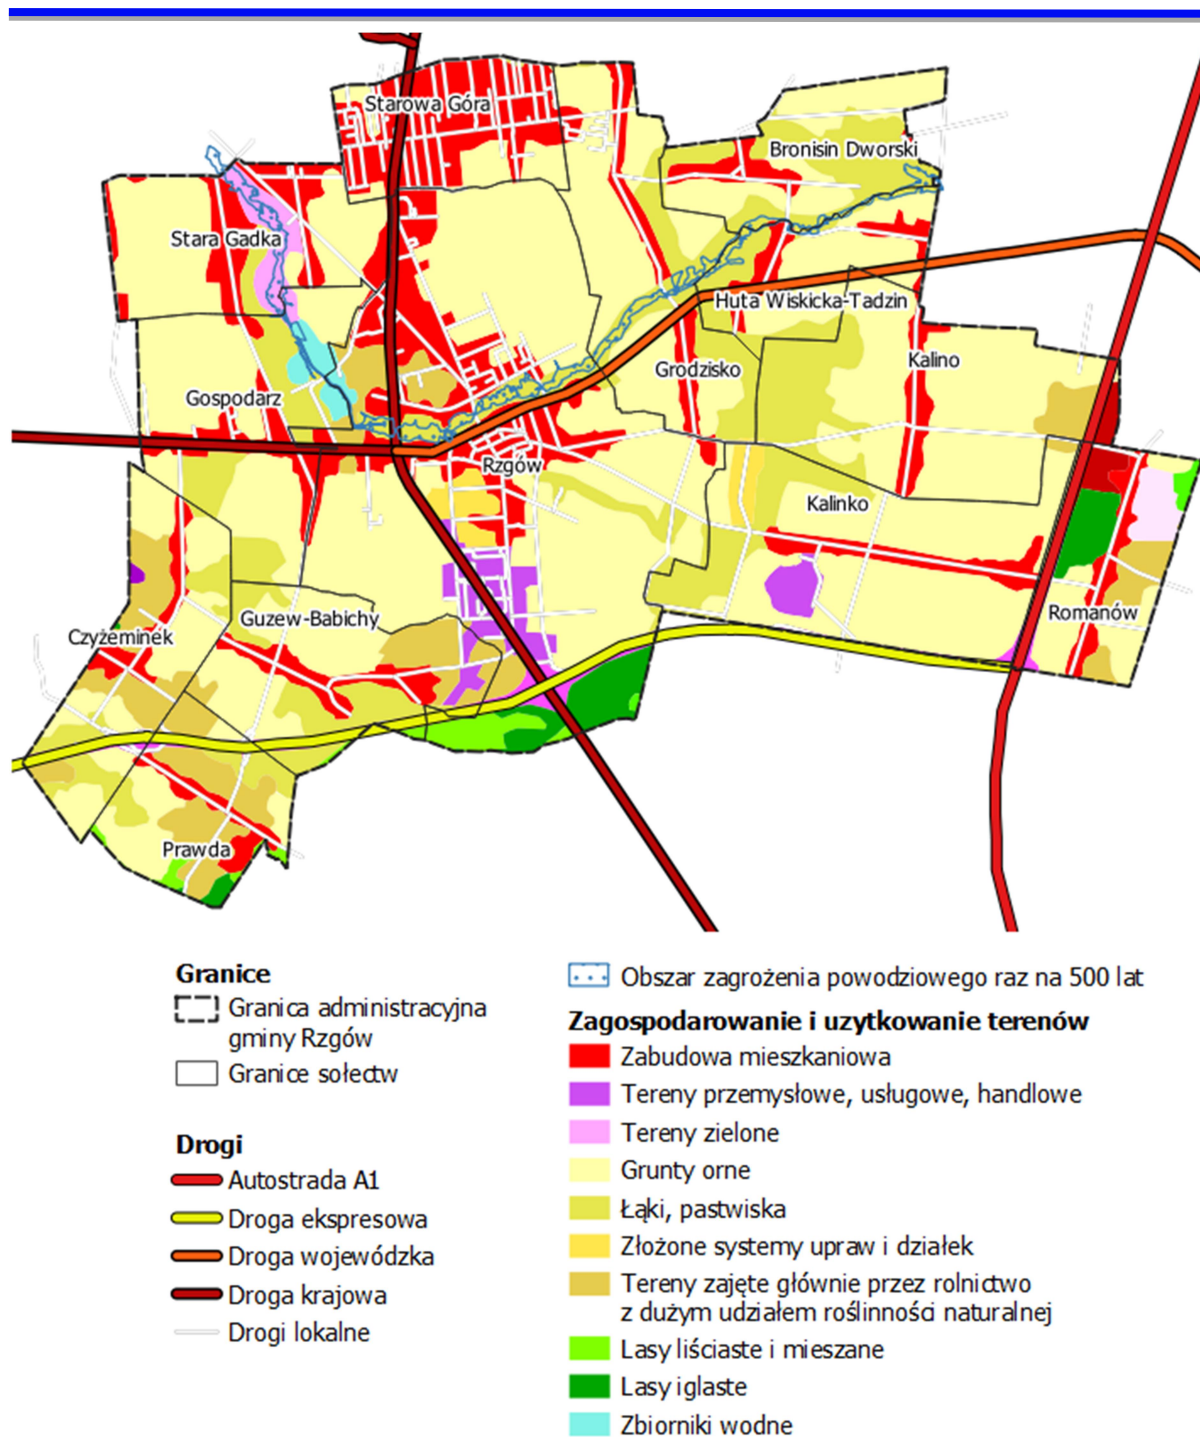 Starowa Góra
Bronisin Dworski
Stara Gadka
Huta Wiskicka-Tadzin
Kalino
Grodzisko
Gospodarz
Rzgów
Kalinko
Romanów
Guzew-Babichy
Czyżeminek
Prawda
Granice
Granica administracyjna
gminy Rzgów
Granice sołectw
Drogi
Autostrada A1
Droga ekspresowa
Droga wojewódzka
Droga krajowa
Drogi lokalne
Obszar zagrożenia powodziowego raz na 500 lat
Zagospodarowanie i uzytkowanie terenów
Zabudowa mieszkaniowa
Tereny przemysłowe, usługowe, handlowe
Tereny zielone
Grunty orne
Łąki, pastwiska
Złożone systemy upraw i działek
Tereny zajęte głównie przez rolnictwo
z dużym udziałem roślinności naturalnej
Lasy liściaste i mieszane
Lasy iglaste
Zbiorniki wodne